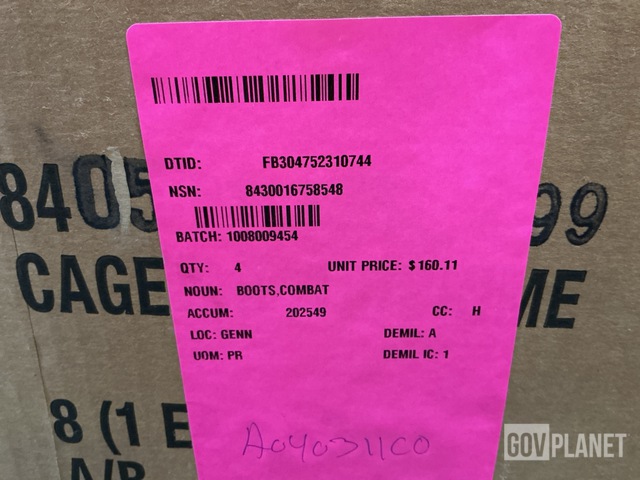 DTID: FB304752310744
NSN: 8430016758548
BATCH: 1008009454
QTY: 4 UNIT PRICE: $160.11
NOUN: BOOTS,COMBAT
ACCUM: 202549 CC: H
LOC: GENN DEMIL: A
UOM: PR DEMIL IC: 1
A040311C0
8405
99
CAGE
ME
8 (1 E
A/B
GOVPLANET